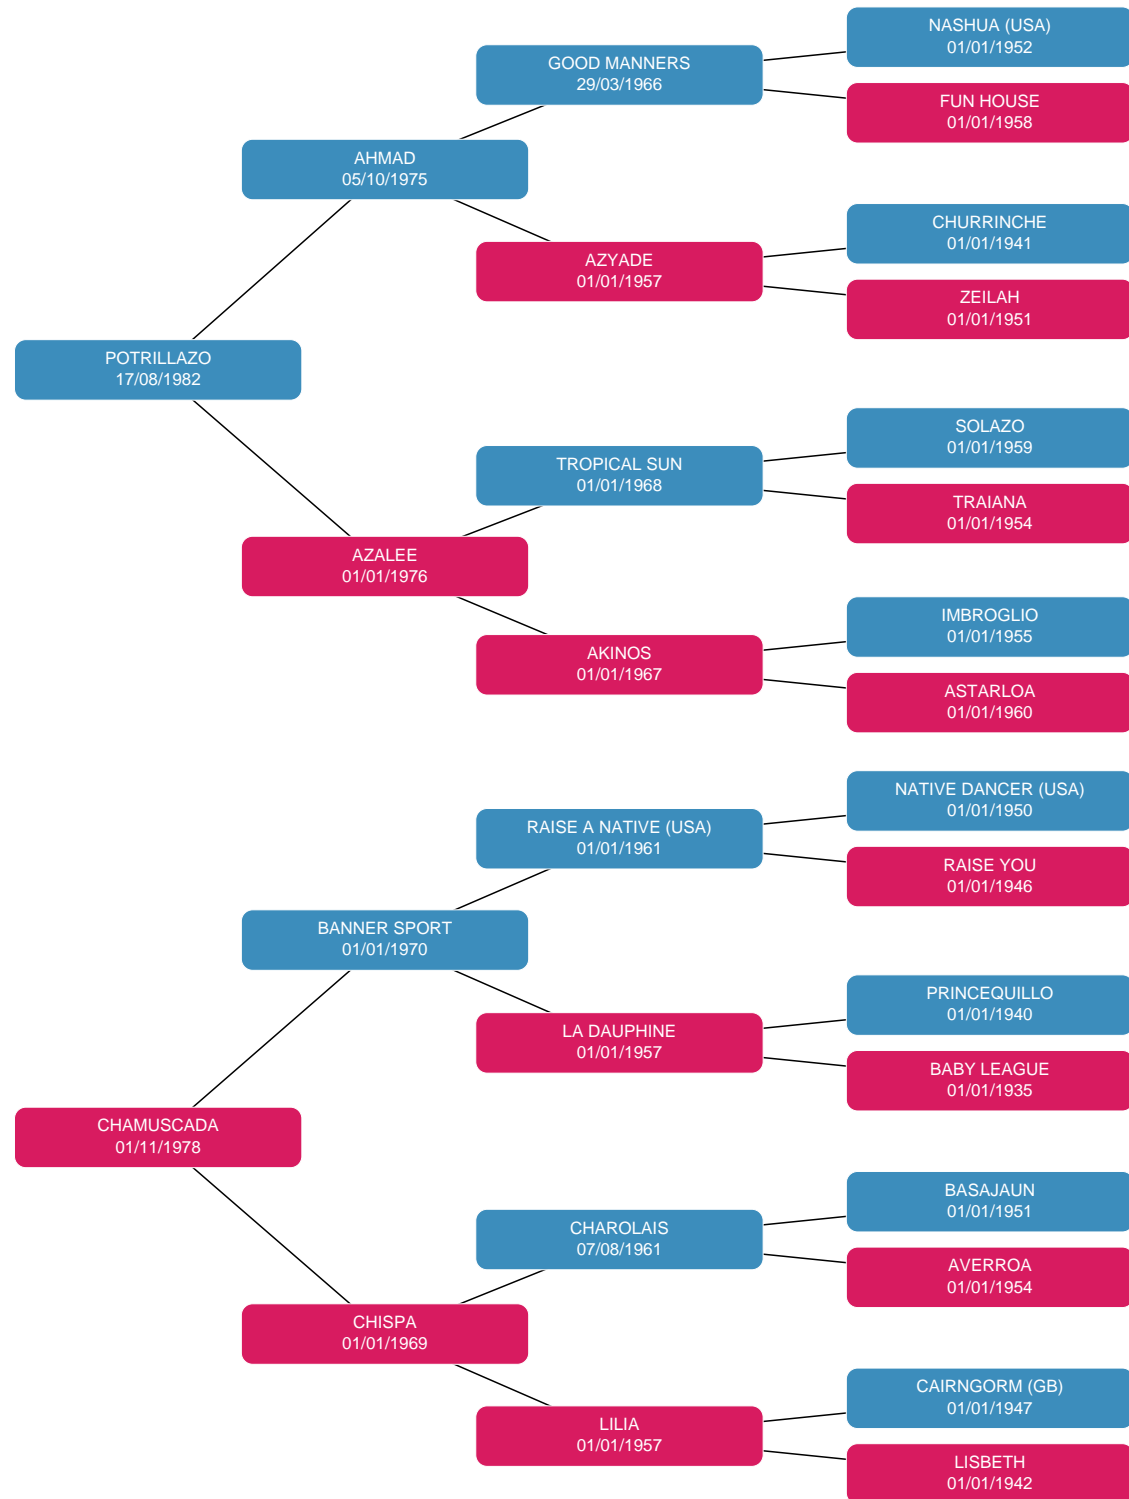 NASHUA (USA)
01/01/1952
GOOD MANNERS
29/03/1966
FUN HOUSE
01/01/1958
AHMAD
05/10/1975
CHURRINCHE
01/01/1941
AZYADE
01/01/1957
ZEILAH
01/01/1951
POTRILLAZO
17/08/1982
SOLAZO
01/01/1959
TROPICAL SUN
01/01/1968
TRAIANA
01/01/1954
AZALEE
01/01/1976
IMBROGLIO
01/01/1955
AKINOS
01/01/1967
ASTARLOA
01/01/1960
NATIVE DANCER (USA)
01/01/1950
RAISE A NATIVE (USA)
01/01/1961
RAISE YOU
01/01/1946
BANNER SPORT
01/01/1970
PRINCEQUILLO
01/01/1940
LA DAUPHINE
01/01/1957
BABY LEAGUE
01/01/1935
CHAMUSCADA
01/11/1978
BASAJAUN
01/01/1951
CHAROLAIS
07/08/1961
AVERROA
01/01/1954
CHISPA
01/01/1969
CAIRNGORM (GB)
01/01/1947
LILIA
01/01/1957
LISBETH
01/01/1942